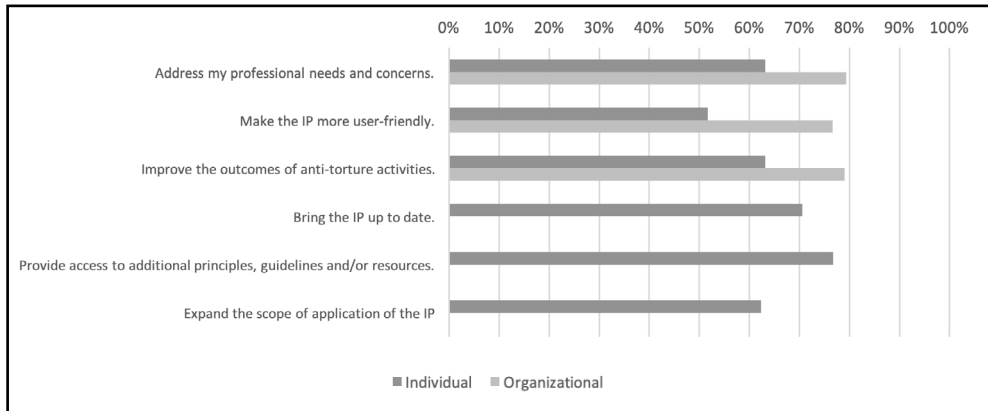 0% 10% 20% 30% 40% 50% 60% 70% 80% 90% 100%
Address my professional needs and concerns.
Make the IP more user-friendly.
Improve the outcomes of anti-torture activities.
Bring the IP up to date.
Provide access to additional principles, guidelines and/or resources.
Expand the scope of application of the IP
Individual Organizational